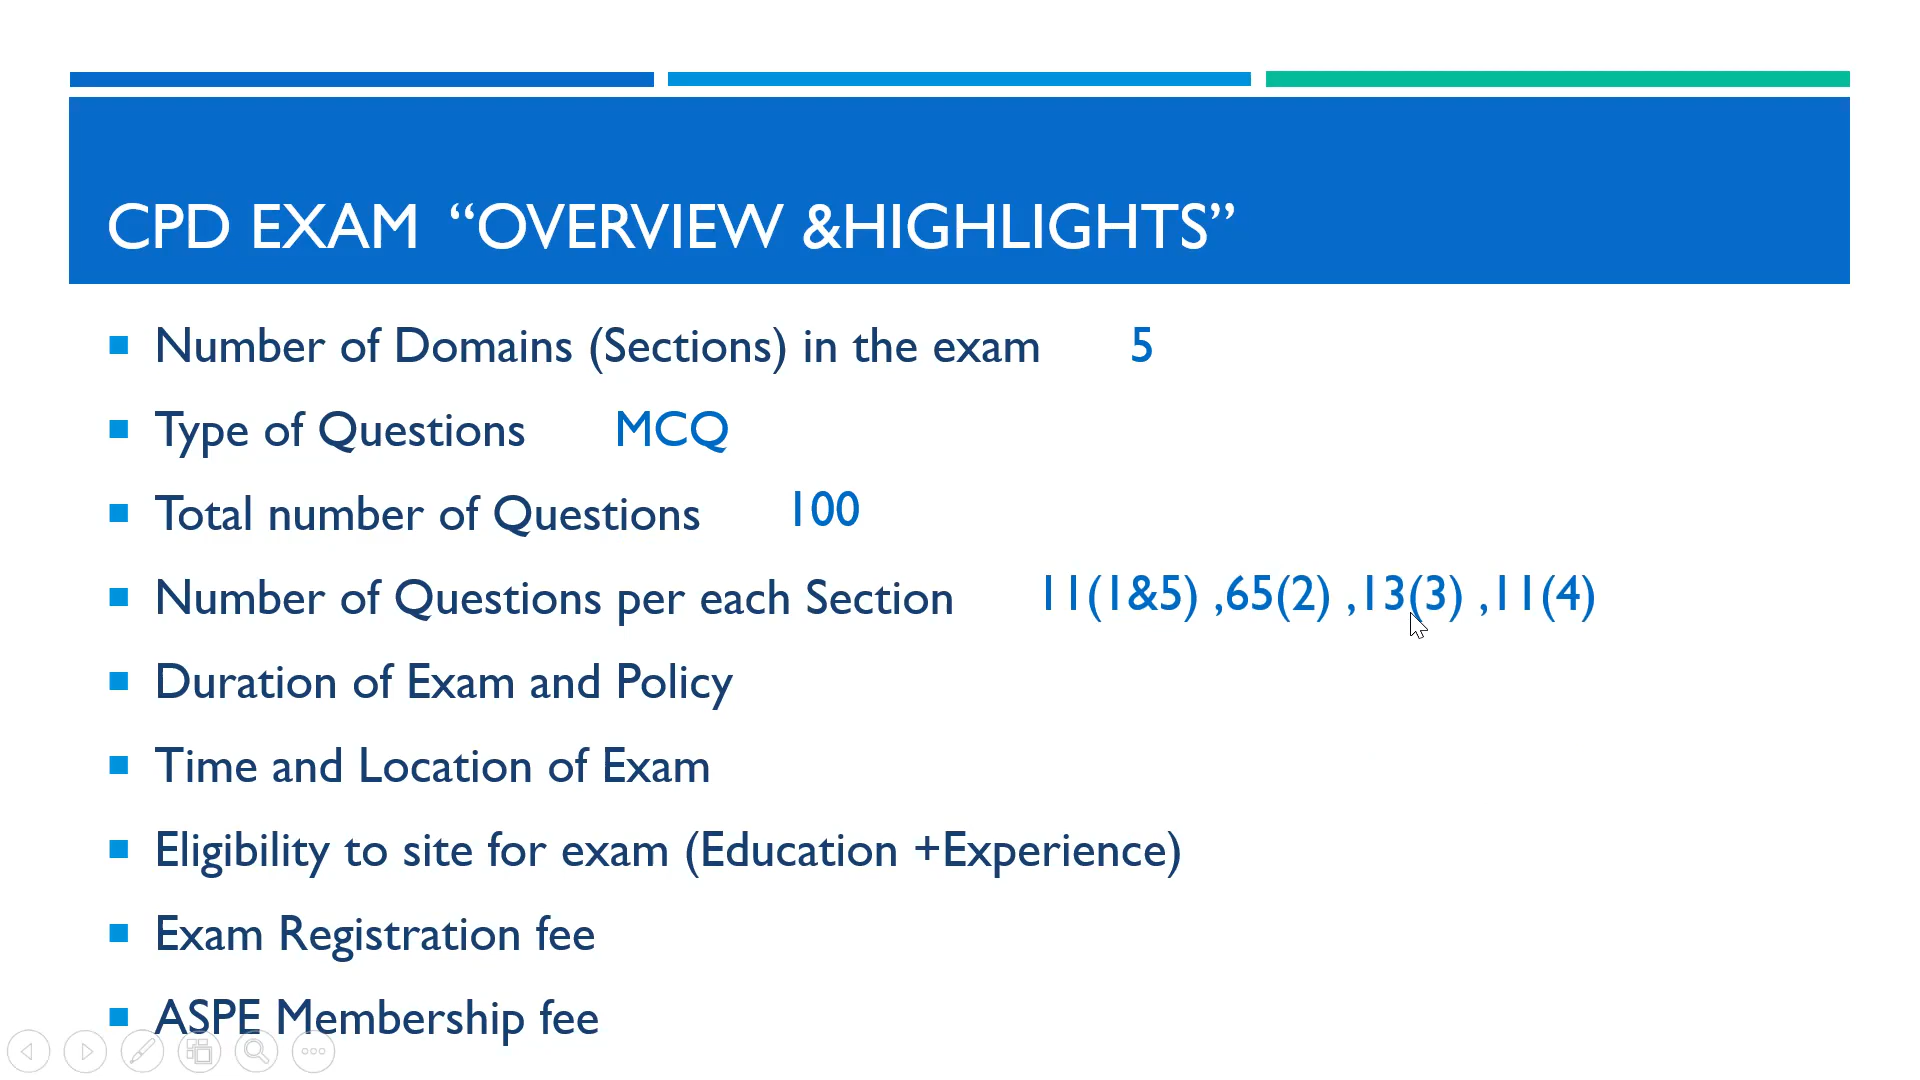 CPD EXAM “OVERVIEW &HIGHLIGHTS”
Number of Domains (Sections) in the exam 5
Type of Questions MCQ
Total number of Questions 100
Number of Questions per each Section 11(1&5) ,65(2) ,13(3) ,11(4)
Duration of Exam and Policy
Time and Location of Exam
Eligibility to site for exam (Education +Experience)
Exam Registration fee
ASPE Membership fee